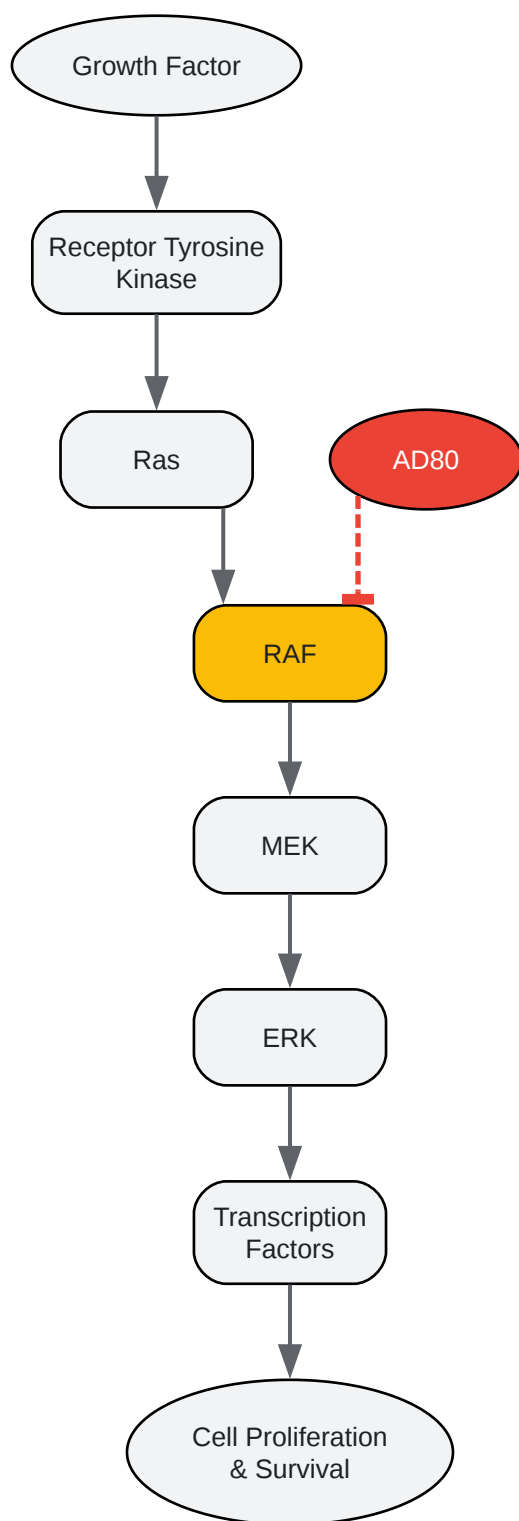 Growth Factor
Receptor Tyrosine
Kinase
Ras
AD80
RAF
MEK
ERK
Transcription
Factors
Cell Proliferation
& Survival